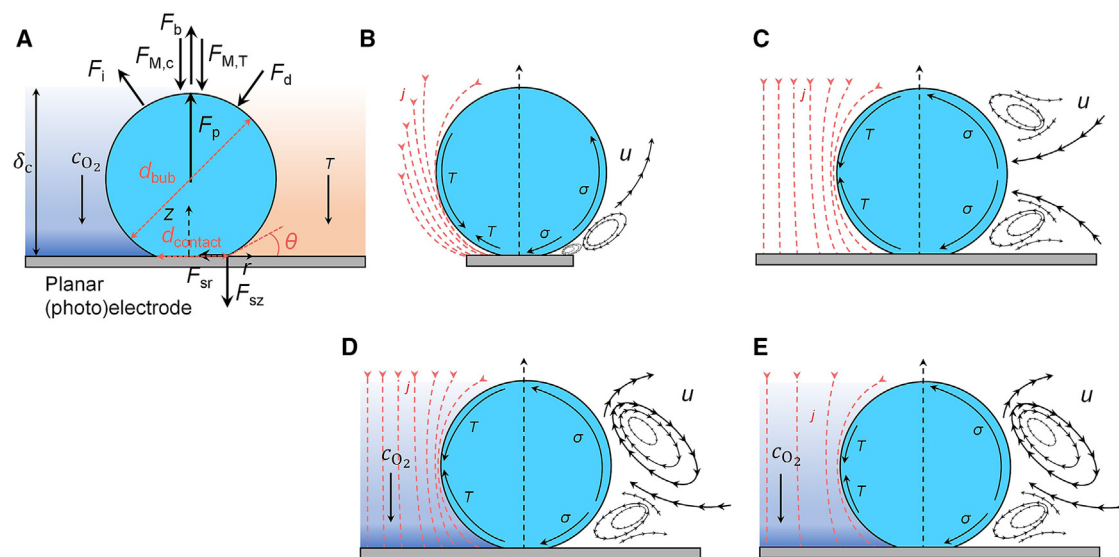 A
F_b
F_M,c
F_M,T
F_i
F_d
F_p
δ_c
c_O2
d_bub
T
z
d_contact
θ
F_sr
r
F_sz
Planar
(photo)electrode
B
j
u
T
σ
T
σ
C
j
u
σ
T
T
σ
D
j
u
T
σ
c_O2
T
σ
E
j
u
T
σ
c_O2
T
σ